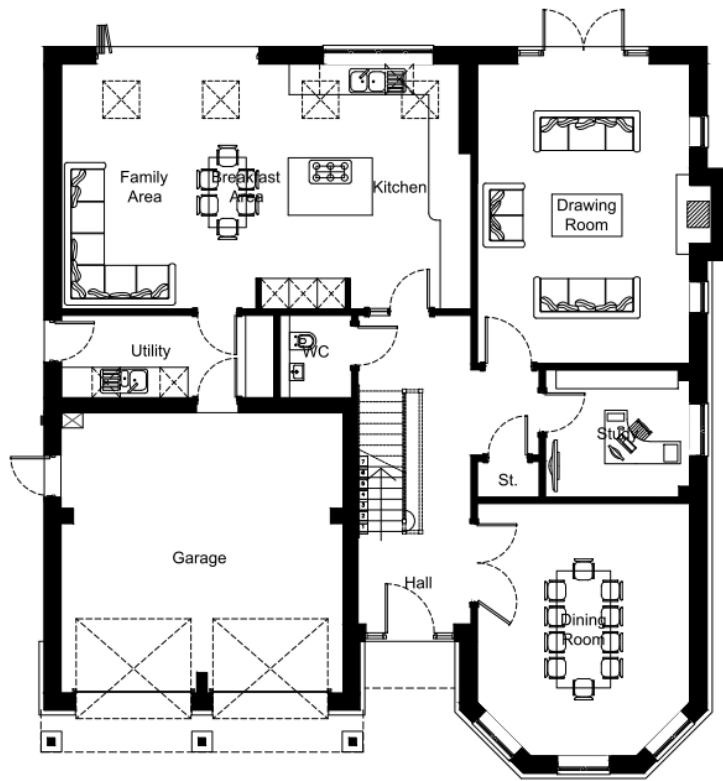 Family
Area
Breakfast
Area
Kitchen
Drawing
Room
Utility
WC
Study
St.
Garage
Hall
Dining
Room